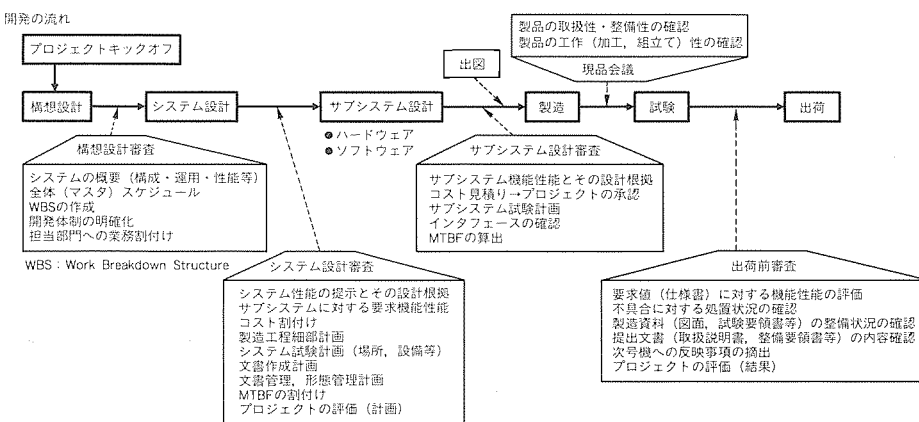 開発の流れ
プロジェクトキックオフ
構想設計
システム設計
サブシステム設計
出図
製造
試験
出荷
● ハードウェア
● ソフトウェア
製品の取扱性・整備性の確認
製品の工作（加工，組立て）性の確認
現品会議
構想設計審査
システムの概要（構成・運用・性能等）
全体（マスタ）スケジュール
WBSの作成
開発体制の明確化
担当部門への業務割付け
WBS：Work Breakdown Structure
システム設計審査
システム性能の提示とその設計根拠
サブシステムに対する要求機能性能
コスト割付け
製造工程細部計画
システム試験計画（場所，設備等）
文書作成計画
文書管理，形態管理計画
MTBFの割付け
プロジェクトの評価（計画）
サブシステム設計審査
サブシステム機能性能とその設計根拠
コスト見積り→プロジェクトの承認
サブシステム試験計画
インタフェースの確認
MTBFの算出
出荷前審査
要求値（仕様書）に対する機能性能の評価
不具合に対する処置状況の確認
製造資料（図面，試験要領書等）の整備状況の確認
提出文書（取扱説明書，整備要領書等）の内容確認
次号機への反映事項の摘出
プロジェクトの評価（結果）